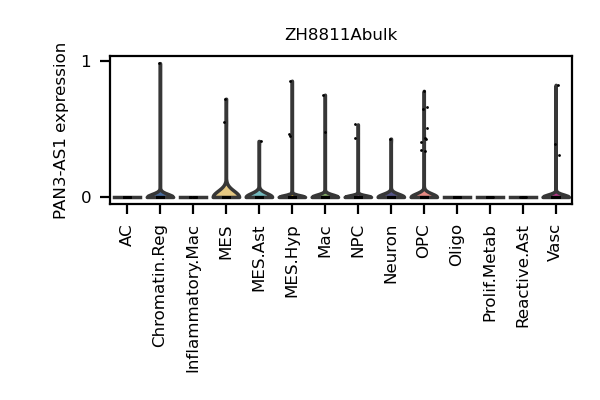 ZH8811Abulk
PAN3-AS1 expression
1
0
AC
Chromatin.Reg
Inflammatory.Mac
MES
MES.Ast
MES.Hyp
Mac
NPC
Neuron
OPC
Oligo
Prolif.Metab
Reactive.Ast
Vasc